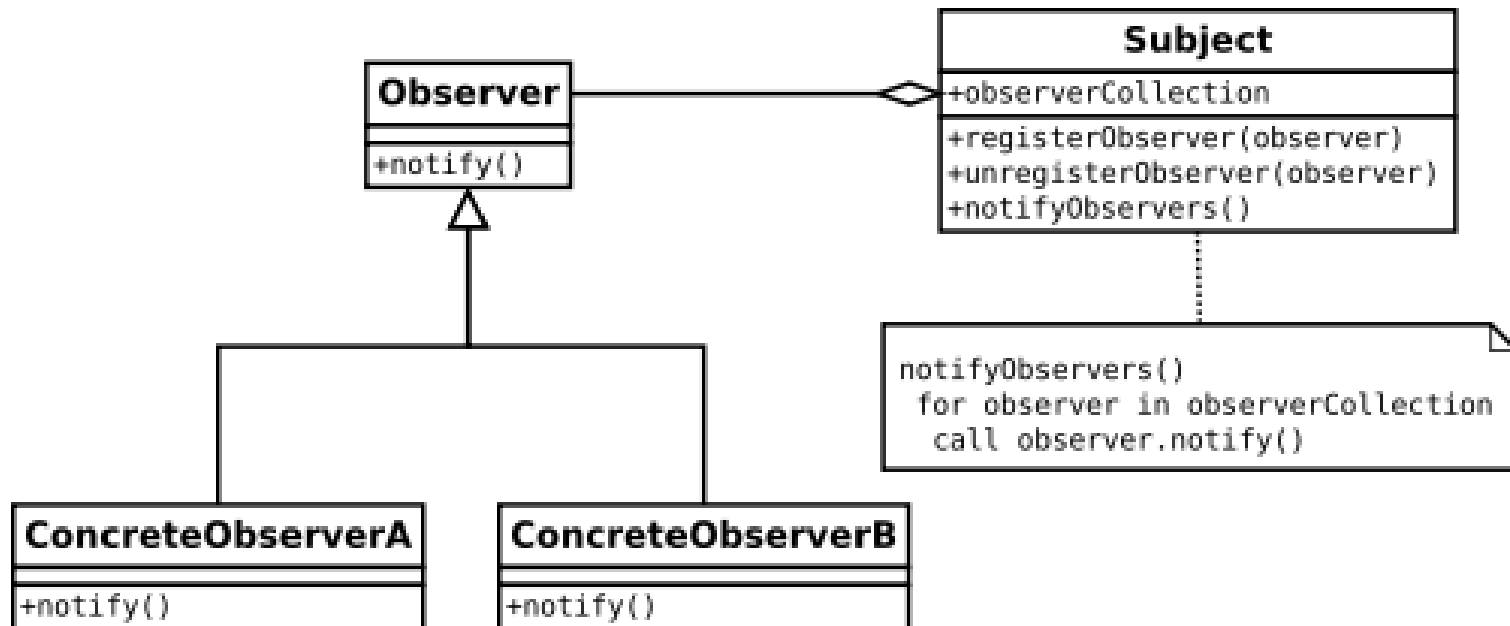 Observer
+notify()
Subject
+observerCollection
+registerObserver(observer)
+unregisterObserver(observer)
+notifyObservers()
notifyObservers()
for observer in observerCollection
call observer.notify()
ConcreteObserverA
+notify()
ConcreteObserverB
+notify()